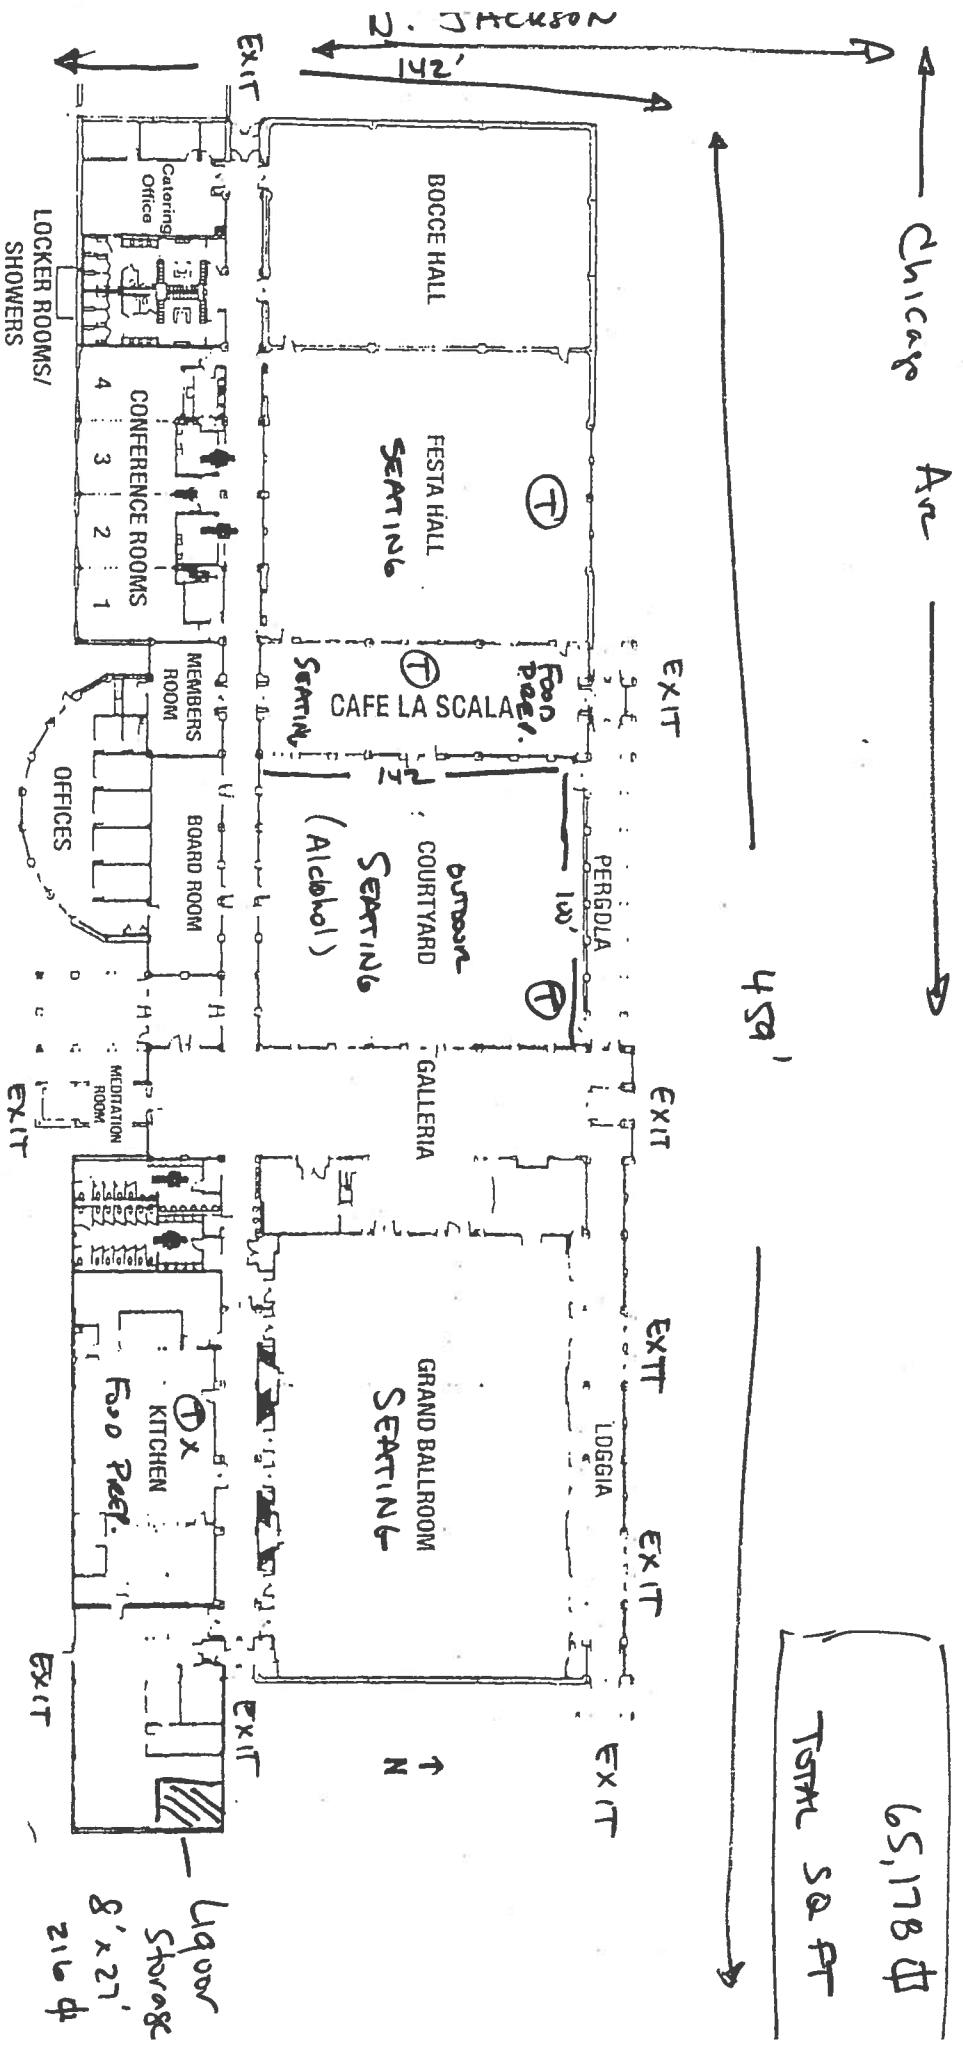 N. JACKSON
142'
Chicago Ave
459'
EXIT
BOCCE HALL
Catering
Office
LOCKER ROOMS/
SHOWERS
FESTA HALL
SEATING
T
CONFERENCE ROOMS
4 3 2 1
MEMBERS
ROOM
SEATING
T
CAFE LA SCALA
FOOD
PREP.
EXIT
OFFICES
BOARD ROOM
142
100'
OUTDOOR
COURTYARD
SEATING
(Alcohol)
T
PERGOLA
GALLERIA
EXIT
MEDITATION
ROOM
EXIT
GRAND BALLROOM
SEATING
LOGGIA
EXIT
EXIT
T X
KITCHEN
FOOD PREP.
EXIT
EXIT
EXIT
N
65,178 ф
TOTAL SQ FT
Liquor
Storage
8' x 27'
216 ф